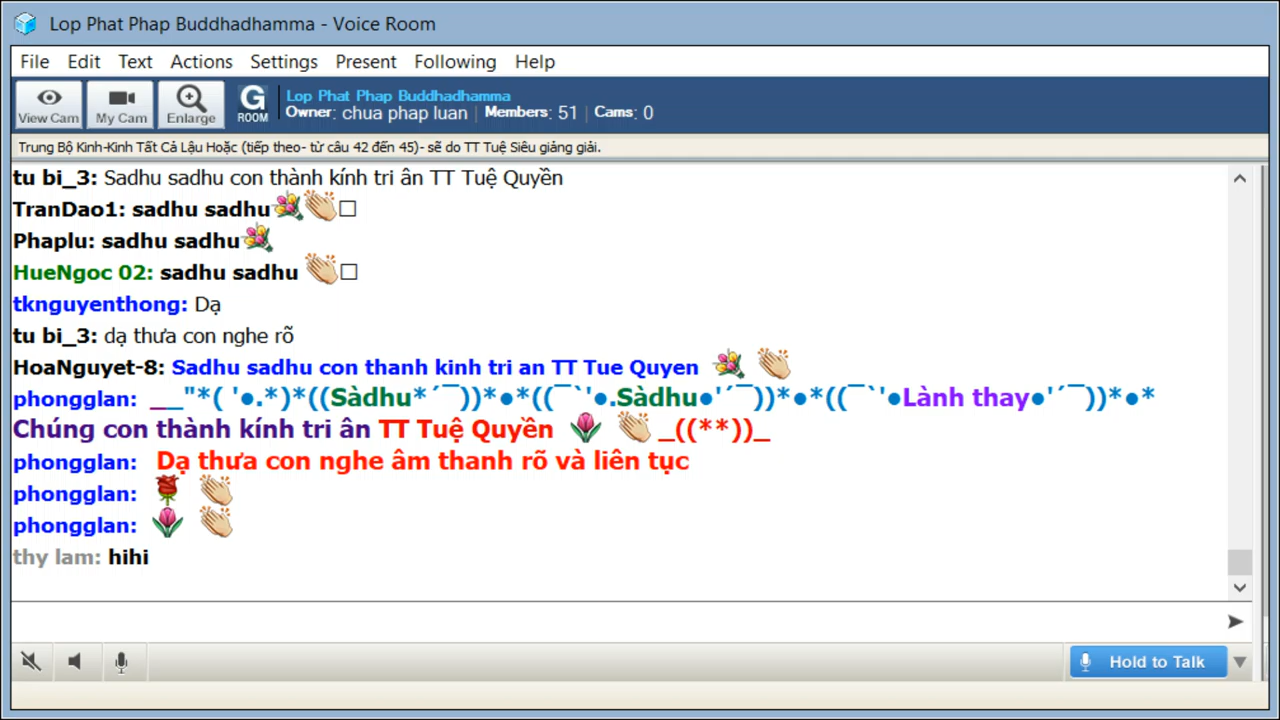 Lop Phat Phap Buddhadhamma - Voice Room
File Edit Text Actions Settings Present Following Help
View Cam My Cam Enlarge G ROOM
Lop Phat Phap Buddhadhamma
Owner: chua phap luan | Members: 51 | Cams: 0
Trung Bộ Kinh-Kinh Tất Cả Lậu Hoặc (tiếp theo- từ câu 42 đến 45)- sẽ do TT Tuệ Siêu giảng giải.
tu bi_3: Sadhu sadhu con thành kính tri ân TT Tuệ Quyền
TranDao1: sadhu sadhu💐👏□
Phaplu: sadhu sadhu💐
HueNgoc 02: sadhu sadhu 👏□
tknguyenthong: Dạ
tu bi_3: dạ thưa con nghe rõ
HoaNguyet-8: Sadhu sadhu con thanh kinh tri an TT Tue Quyen 💐 👏
phongglan: __"*( '●.*)*((Sàdhu*´¯))*●*((¯`'●.Sàdhu●'´¯))*●*((¯`'●Lành thay●'´¯))*●*
Chúng con thành kính tri ân TT Tuệ Quyền 🌷 👏 _((**))_
phongglan: Dạ thưa con nghe âm thanh rõ và liên tục
phongglan: 🌹 👏
phongglan: 🌷 👏
thy lam: hihi
Hold to Talk